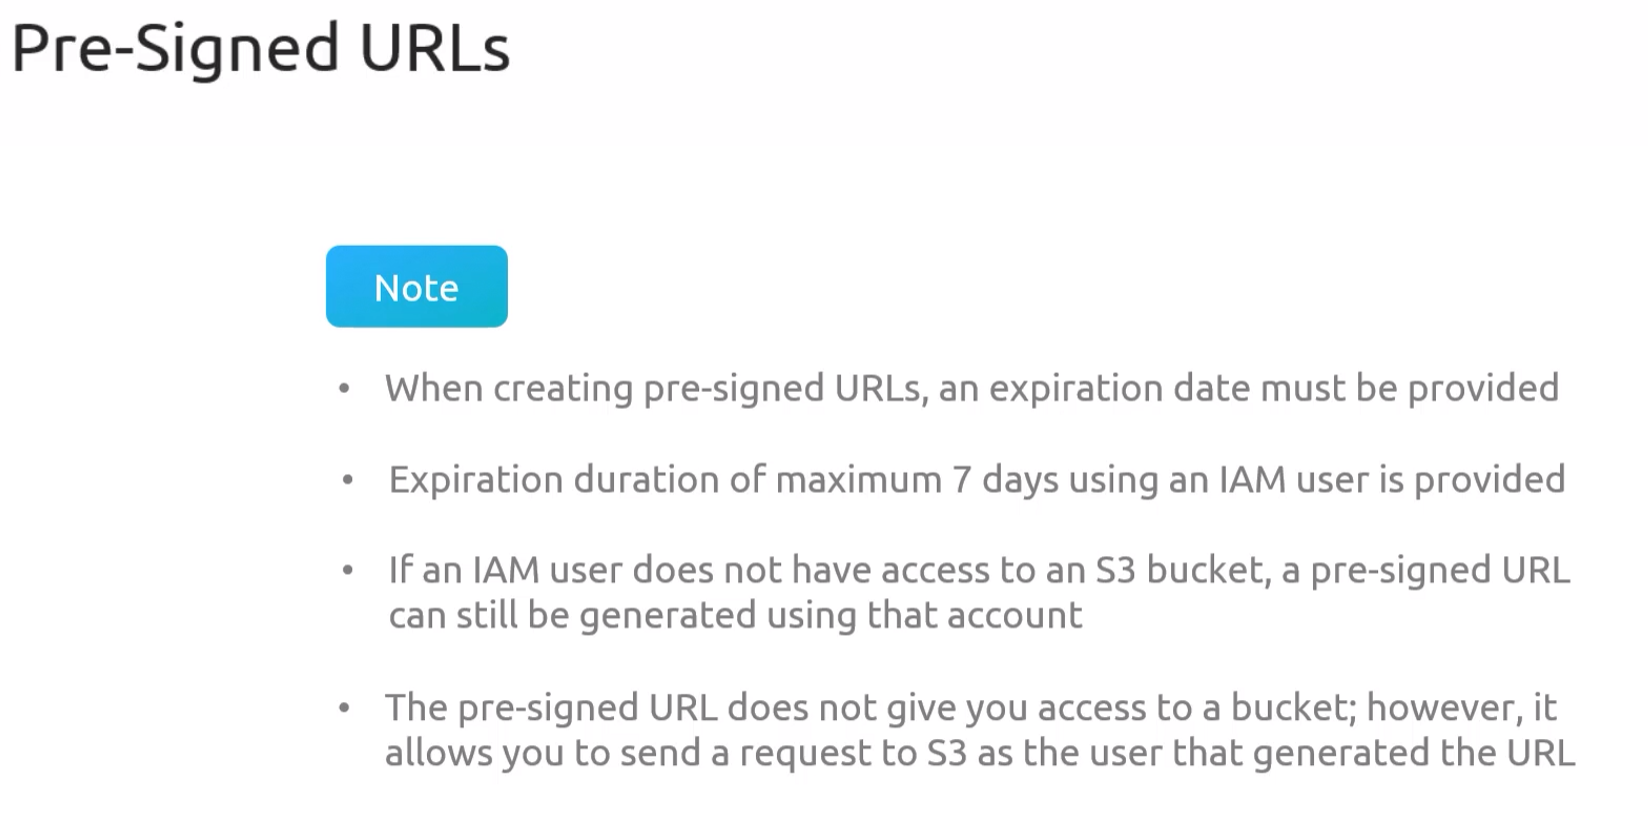 Pre-Signed URLs
Note
• When creating pre-signed URLs, an expiration date must be provided
• Expiration duration of maximum 7 days using an IAM user is provided
• If an IAM user does not have access to an S3 bucket, a pre-signed URL
can still be generated using that account
• The pre-signed URL does not give you access to a bucket; however, it
allows you to send a request to S3 as the user that generated the URL